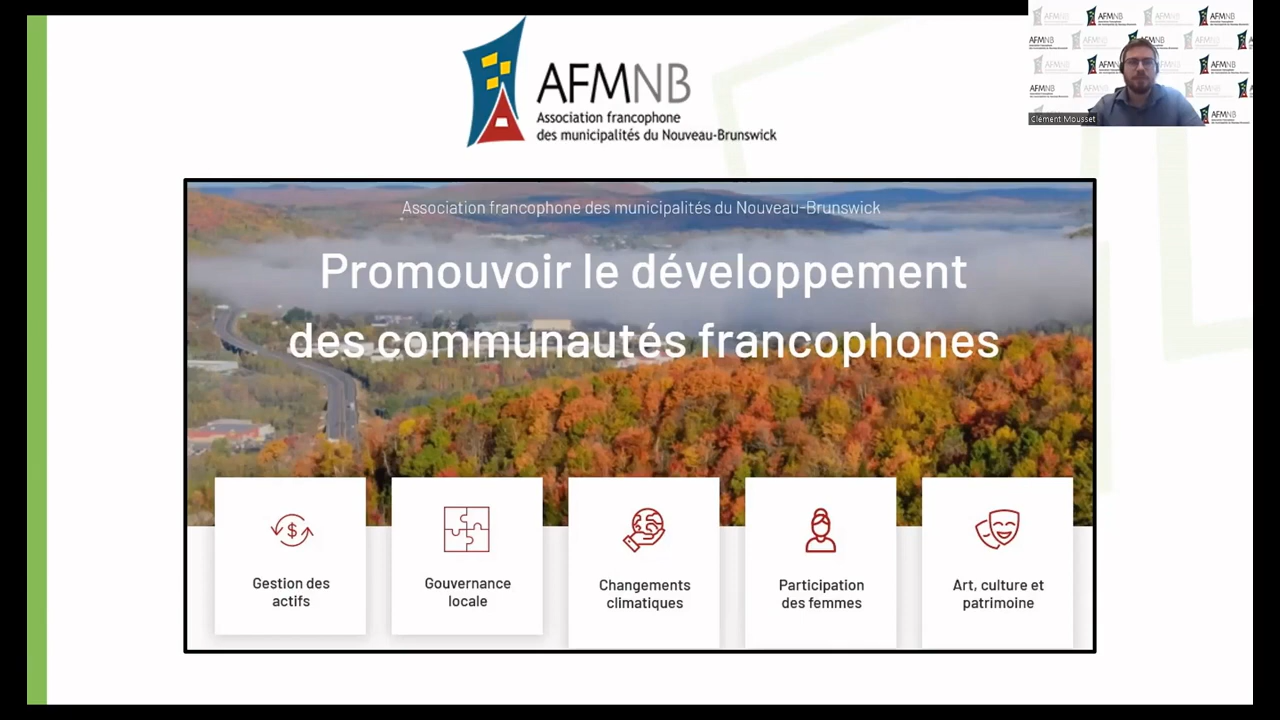 AFMNB
Association francophone
des municipalités du Nouveau-Brunswick
Clément Mousset
Association francophone des municipalités du Nouveau-Brunswick
Promouvoir le développement
des communautés francophones
Gestion des
actifs
Gouvernance
locale
Changements
climatiques
Participation
des femmes
Art, culture et
patrimoine